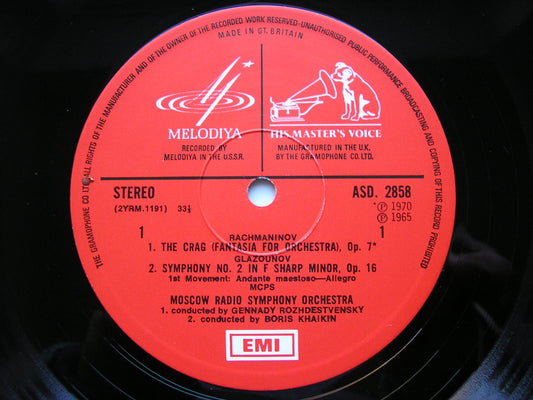 THE GRAMOPHONE CO LTD. ALL RIGHTS OF THE MANUFACTURER AND OF THE OWNER OF THE RECORDED WORK RESERVED-UNAUTHORISED PUBLIC PERFORMANCE BROADCASTING AND COPYING OF THIS RECORD PROHIBITED
MADE IN GT. BRITAIN
MELODIYA
HIS MASTER'S VOICE
RECORDED BY
MELODIYA IN THE U.S.S.R.
MANUFACTURED IN THE U.K.
BY THE GRAMOPHONE CO. LTD.
STEREO
ASD. 2858
(2YRM.1191) 33⅓
*℗ 1970
℗ 1965
1
1
RACHMANINOV
1. THE CRAG (FANTASIA FOR ORCHESTRA), Op. 7*
GLAZOUNOV
2. SYMPHONY NO. 2 IN F SHARP MINOR, Op. 16
1st Movement: Andante maestoso—Allegro
MCPS
MOSCOW RADIO SYMPHONY ORCHESTRA
1. conducted by GENNADY ROZHDESTVENSKY
2. conducted by BORIS KHAIKIN
EMI